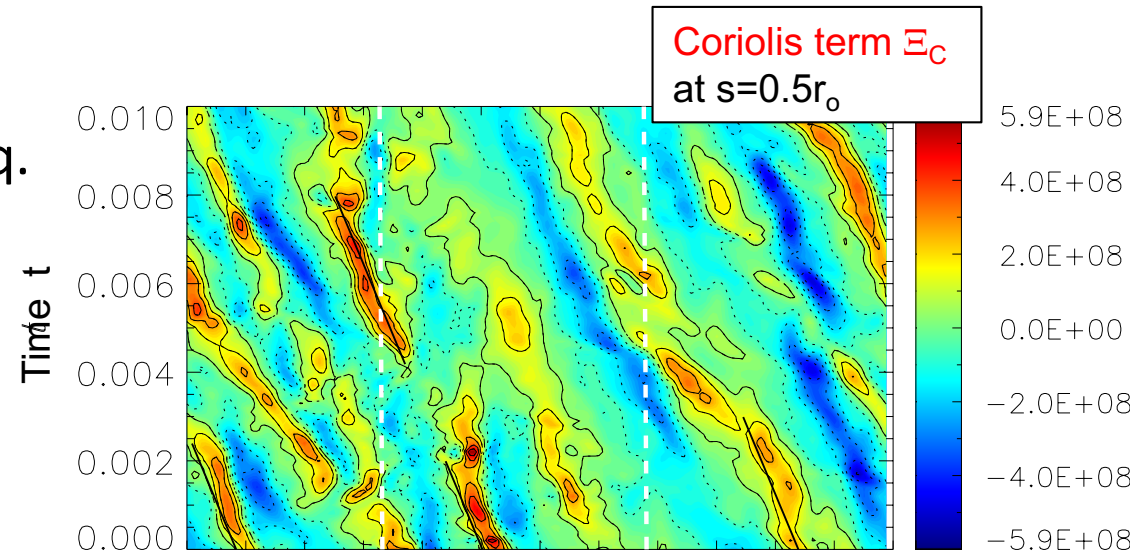 Coriolis term Ξ_C
at s=0.5r_o
q.
Time t
0.010
0.008
0.006
0.004
0.002
0.000
5.9E+08
4.0E+08
2.0E+08
0.0E+00
−2.0E+08
−4.0E+08
−5.9E+08